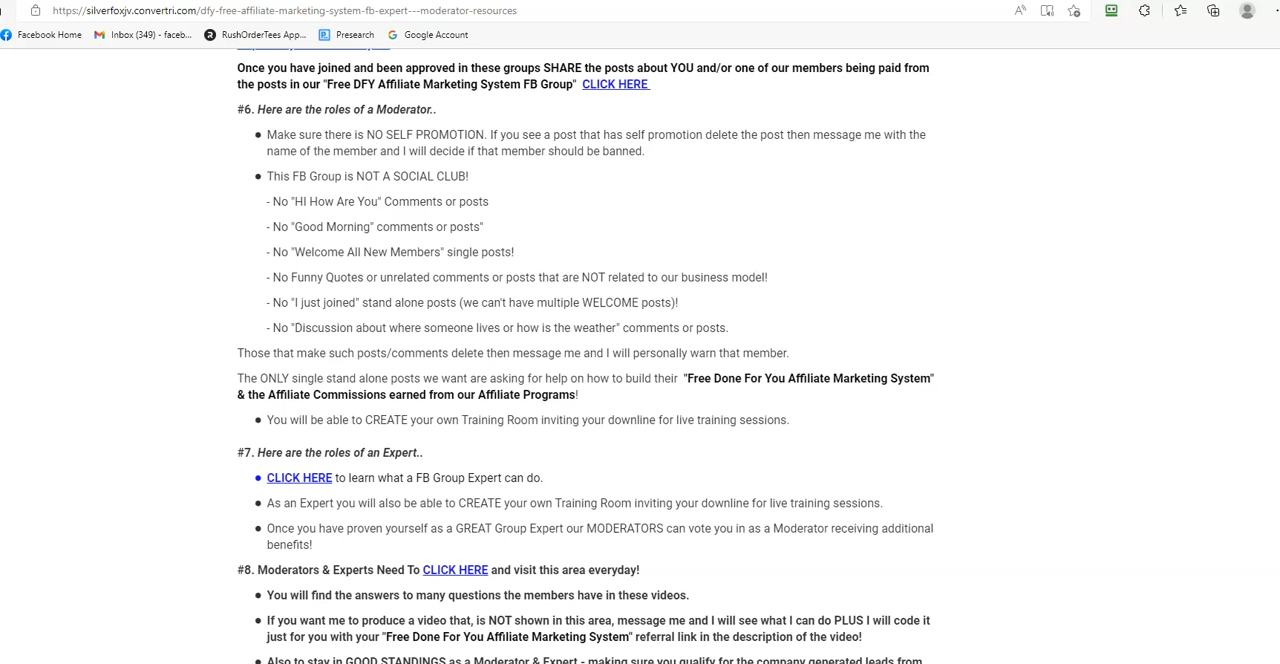 https://silverfoxjv.convertri.com/dfy-free-affiliate-marketing-system-fb-expert---moderator-resources
Facebook Home Inbox (349) - faceb... RushOrderTees App... Presearch Google Account
Once you have joined and been approved in these groups SHARE the posts about YOU and/or one of our members being paid from
the posts in our "Free DFY Affiliate Marketing System FB Group" CLICK HERE
#6. Here are the roles of a Moderator..
● Make sure there is NO SELF PROMOTION. If you see a post that has self promotion delete the post then message me with the
name of the member and I will decide if that member should be banned.
● This FB Group is NOT A SOCIAL CLUB!
- No "HI How Are You" Comments or posts
- No "Good Morning" comments or posts"
- No "Welcome All New Members" single posts!
- No Funny Quotes or unrelated comments or posts that are NOT related to our business model!
- No "I just joined" stand alone posts (we can't have multiple WELCOME posts)!
- No "Discussion about where someone lives or how is the weather" comments or posts.
Those that make such posts/comments delete then message me and I will personally warn that member.
The ONLY single stand alone posts we want are asking for help on how to build their "Free Done For You Affiliate Marketing System"
& the Affiliate Commissions earned from our Affiliate Programs!
● You will be able to CREATE your own Training Room inviting your downline for live training sessions.
#7. Here are the roles of an Expert..
● CLICK HERE to learn what a FB Group Expert can do.
● As an Expert you will also be able to CREATE your own Training Room inviting your downline for live training sessions.
● Once you have proven yourself as a GREAT Group Expert our MODERATORS can vote you in as a Moderator receiving additional
benefits!
#8. Moderators & Experts Need To CLICK HERE and visit this area everyday!
● You will find the answers to many questions the members have in these videos.
● If you want me to produce a video that, is NOT shown in this area, message me and I will see what I can do PLUS I will code it
just for you with your "Free Done For You Affiliate Marketing System" referral link in the description of the video!
● Also to stay in GOOD STANDINGS as a Moderator & Expert - making sure you qualify for the company generated leads from